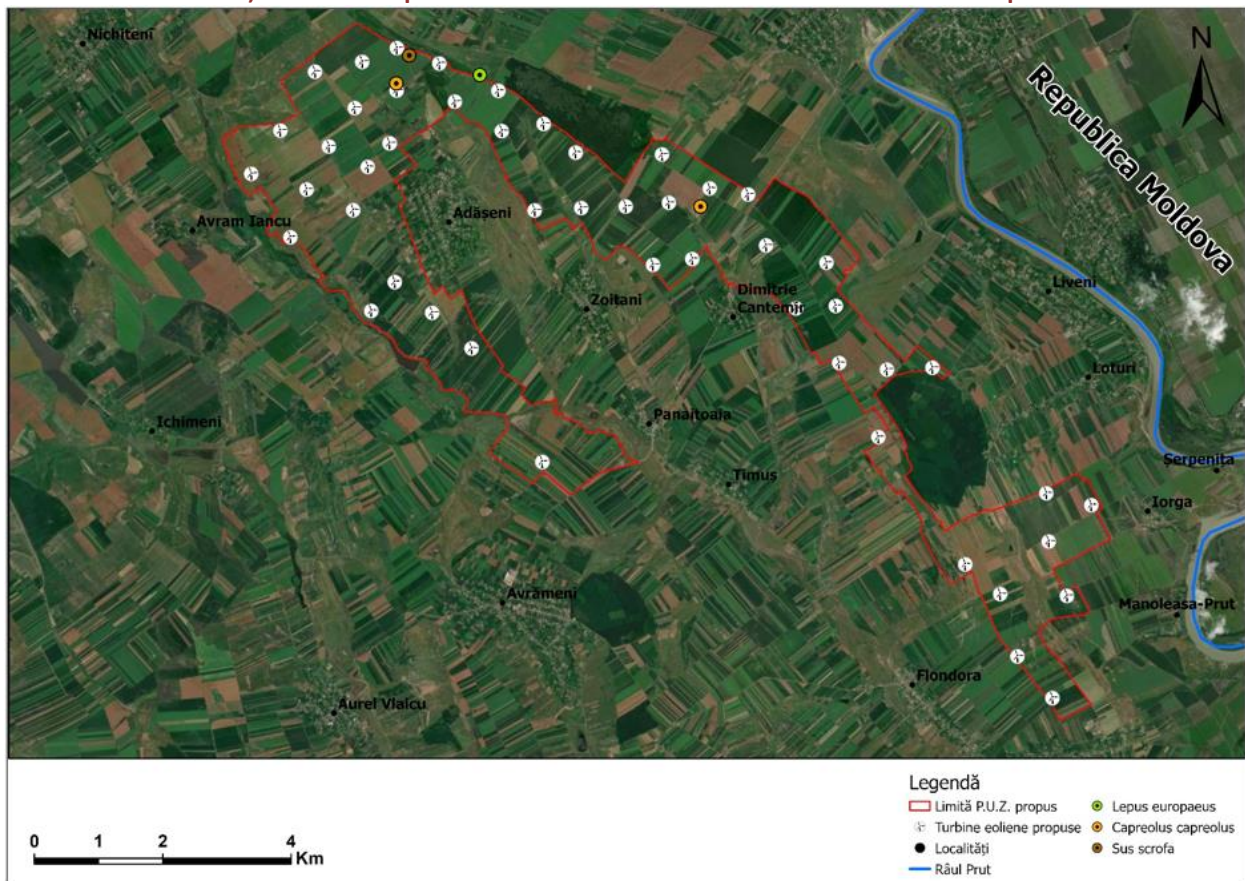 Nichiteni
N
Republica Moldova
Avram Iancu
Adășeni
Zoițani
Dimitrie
Cantemir
Liveni
Loturi
Ichimeni
Panaitoaia
Timuș
Șerpenița
Iorga
Avrămeni
Manoleasa-Prut
Flondora
Aurel Vlaicu
Legendă
Limită P.U.Z. propus
Turbine eoliene propuse
Localități
Râul Prut
Lepus europaeus
Capreolus capreolus
Sus scrofa
0 1 2 4
Km